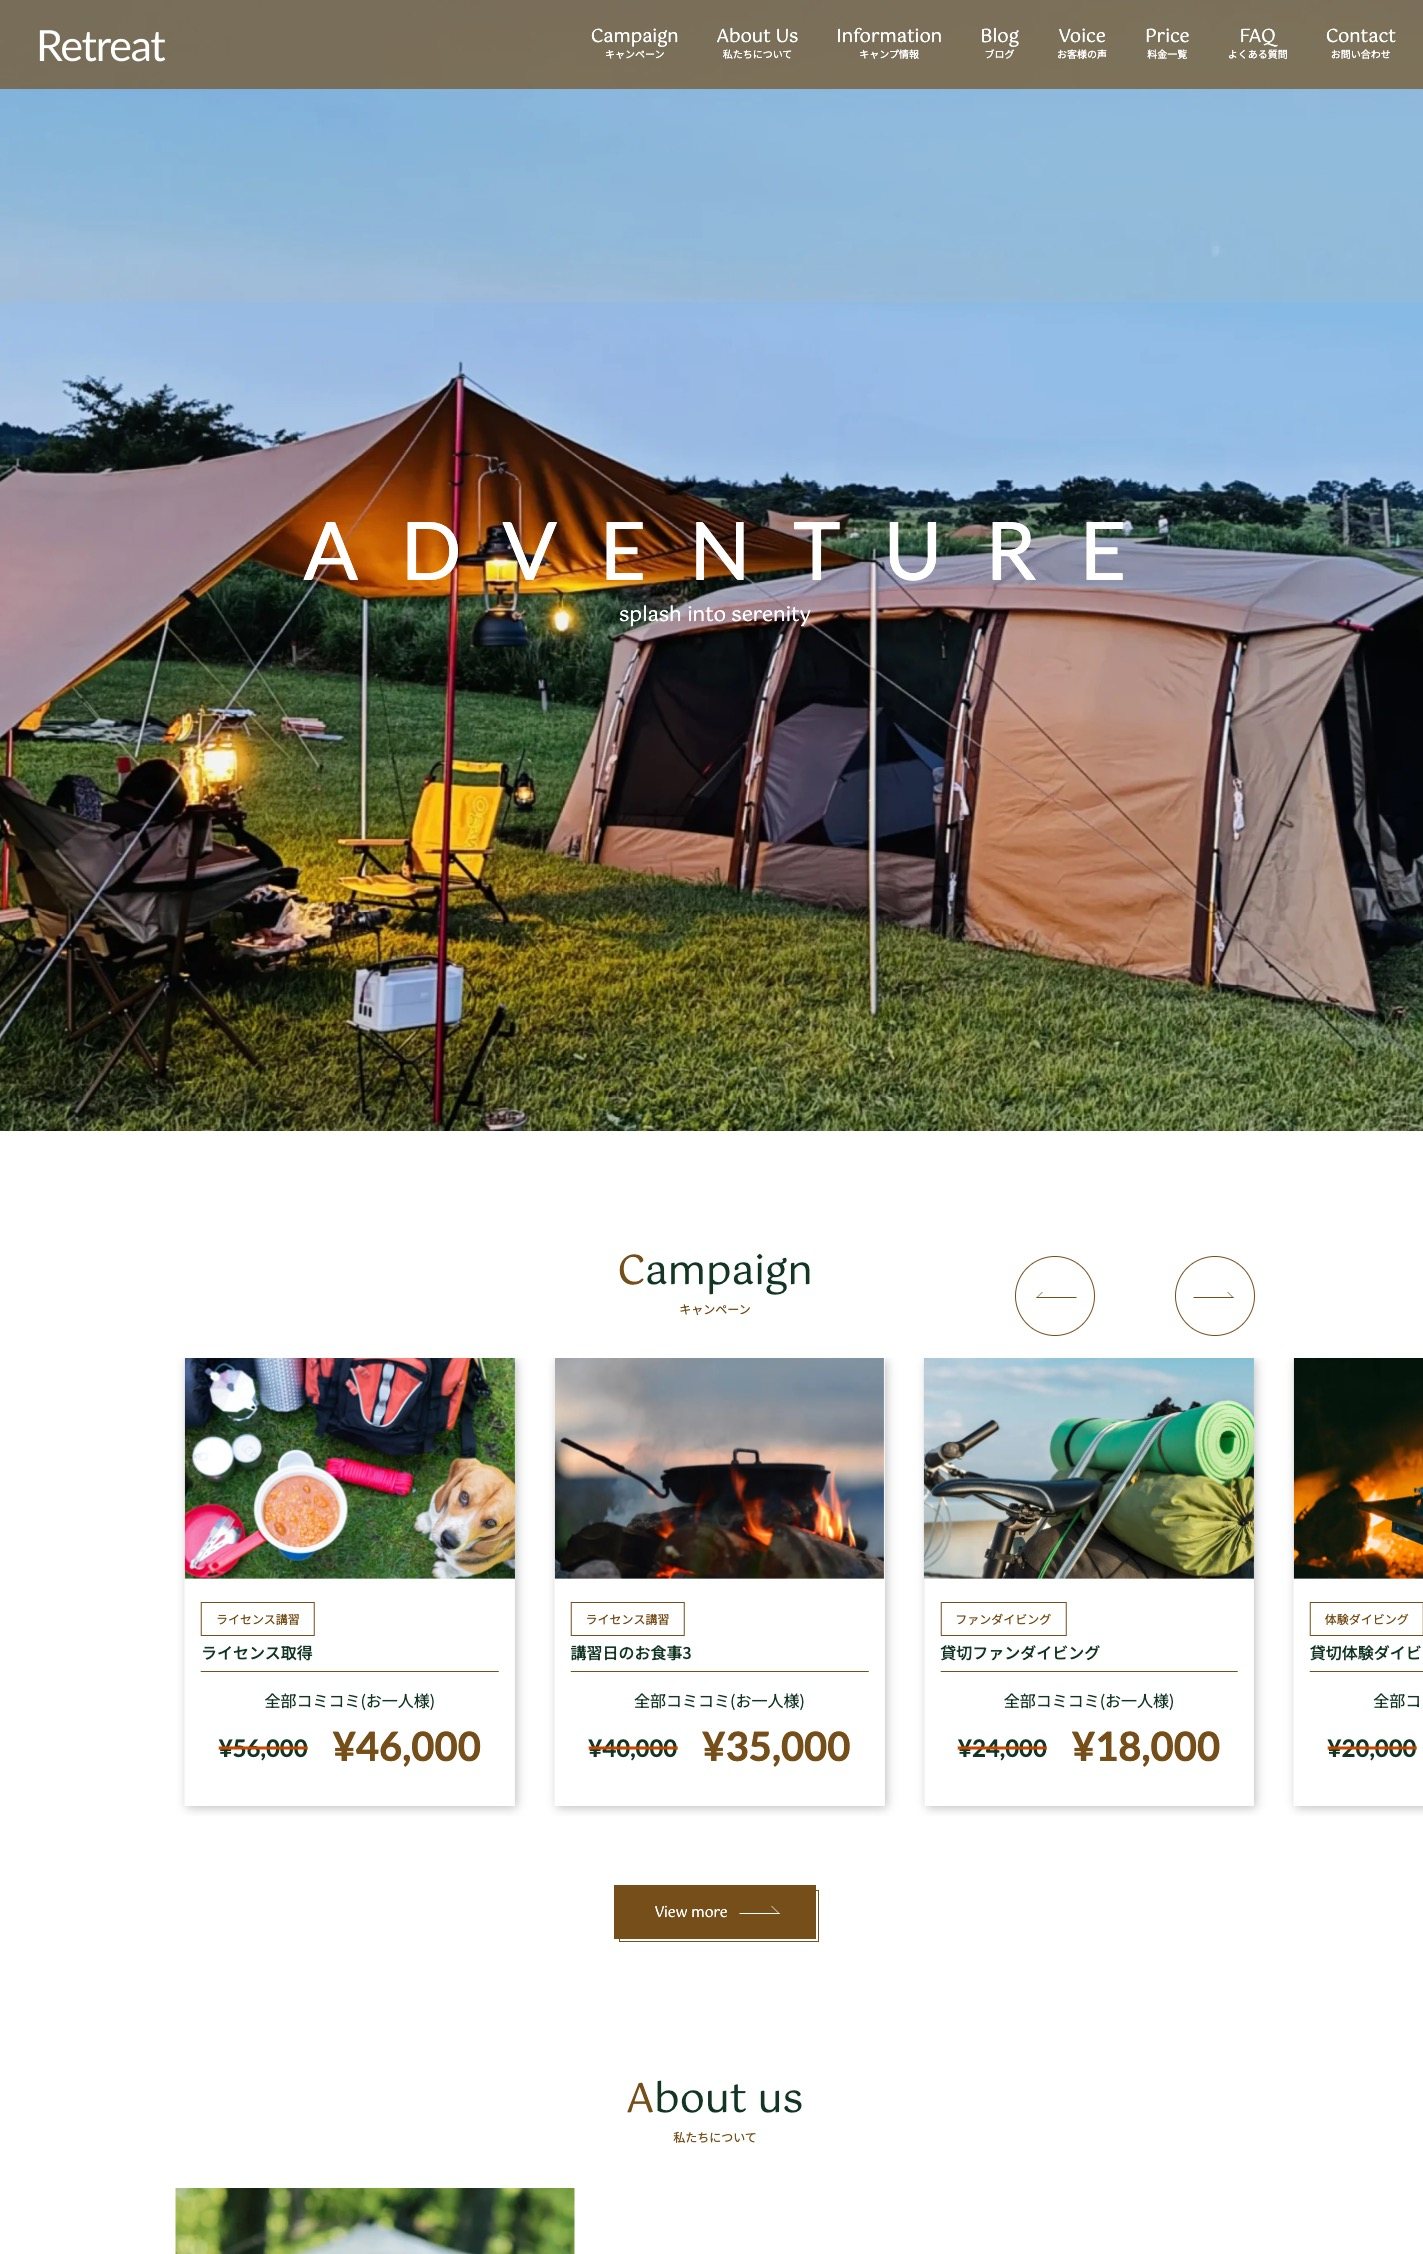 Retreat
Campaign
キャンペーン
About Us
私たちについて
Information
キャンプ情報
Blog
ブログ
Voice
お客様の声
Price
料金一覧
FAQ
よくある質問
Contact
お問い合わせ
ADVENTURE
splash into serenity
Campaign
キャンペーン
ライセンス講習
ライセンス取得
全部コミコミ(お一人様)
¥56,000 ¥46,000
ライセンス講習
講習日のお食事3
全部コミコミ(お一人様)
¥40,000 ¥35,000
ファンダイビング
貸切ファンダイビング
全部コミコミ(お一人様)
¥24,000 ¥18,000
体験ダイビング
貸切体験ダイビ
全部コ
¥20,000
View more
About us
私たちについて